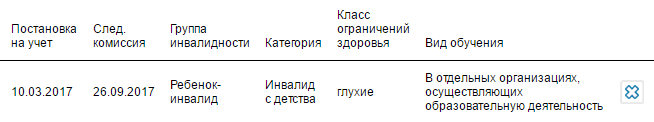 Постановка на учет След. комиссия Группа инвалидности Категория Класс ограничений здоровья Вид обучения
10.03.2017 26.09.2017 Ребенок-инвалид Инвалид с детства глухие В отдельных организациях, осуществляющих образовательную деятельность